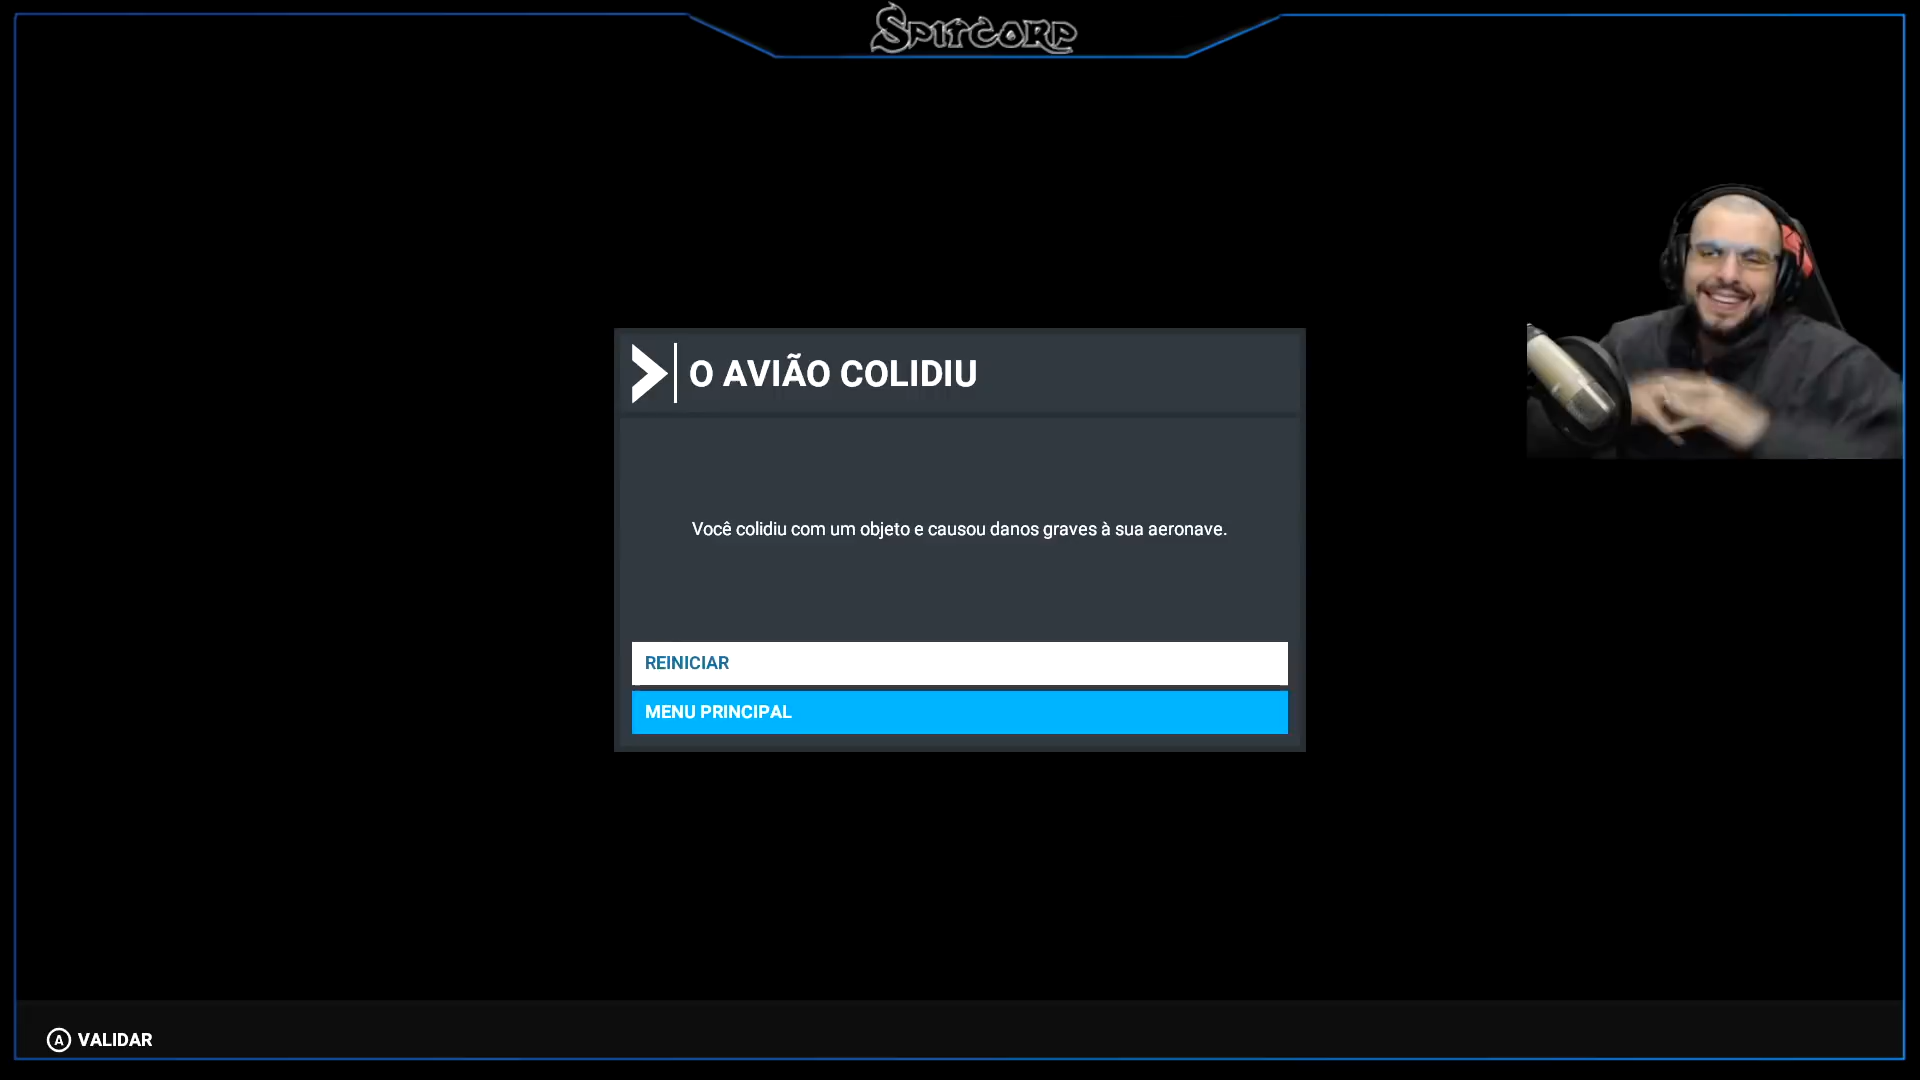 SPITCORP
O AVIÃO COLIDIU
Você colidiu com um objeto e causou danos graves à sua aeronave.
REINICIAR
MENU PRINCIPAL
A VALIDAR